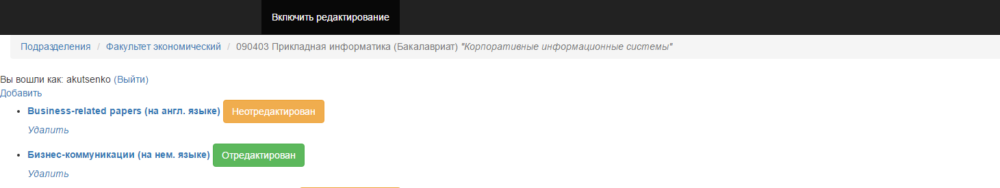 Включить редактирование
Подразделения / Факультет экономический / 090403 Прикладная информатика (Бакалавриат) "Корпоративные информационные системы"
Вы вошли как: akutsenko (Выйти)
Добавить
Business-related papers (на англ. языке) Неотредактирован
Удалить
Бизнес-коммуникации (на нем. языке) Отредактирован
Удалить